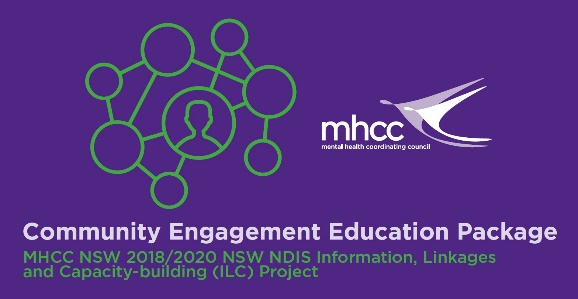 mhcc
mental health coordinating council
Community Engagement Education Package
MHCC NSW 2018/2020 NSW NDIS Information, Linkages
and Capacity-building (ILC) Project